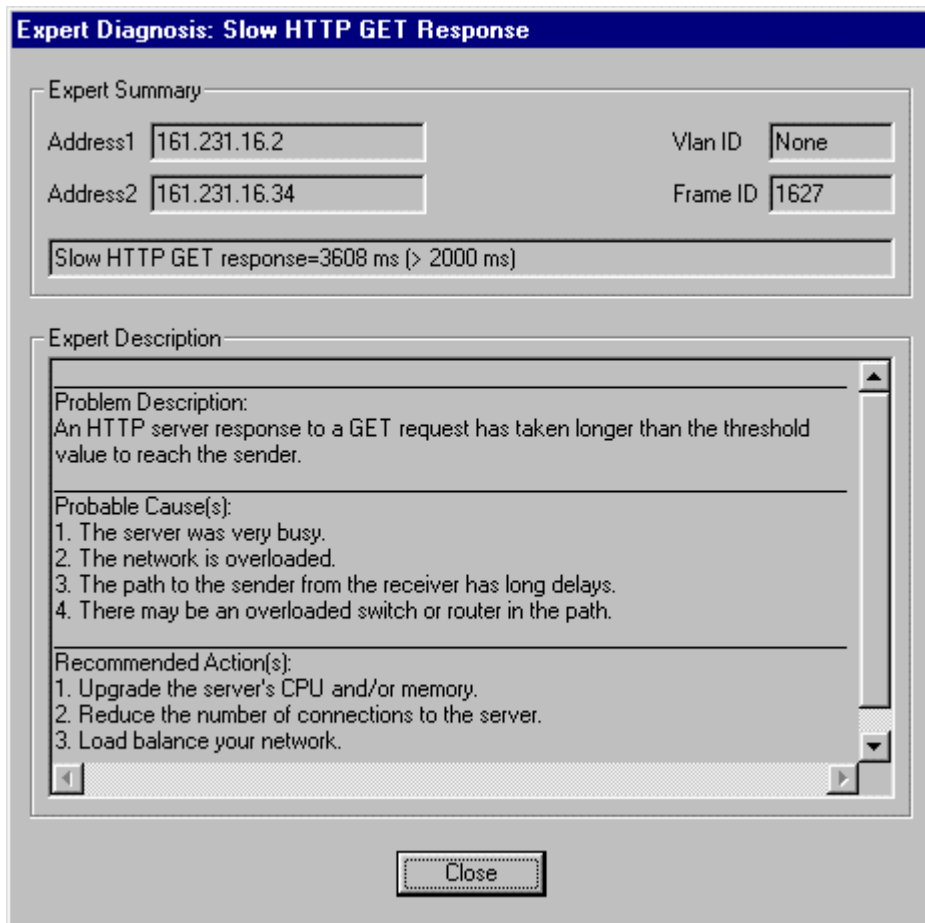 Expert Diagnosis: Slow HTTP GET Response
Expert Summary
Address1 161.231.16.2 Vlan ID None
Address2 161.231.16.34 Frame ID 1627
Slow HTTP GET response=3608 ms (> 2000 ms)
Expert Description
Problem Description:
An HTTP server response to a GET request has taken longer than the threshold
value to reach the sender.
Probable Cause(s):
1. The server was very busy.
2. The network is overloaded.
3. The path to the sender from the receiver has long delays.
4. There may be an overloaded switch or router in the path.
Recommended Action(s):
1. Upgrade the server's CPU and/or memory.
2. Reduce the number of connections to the server.
3. Load balance your network.
Close